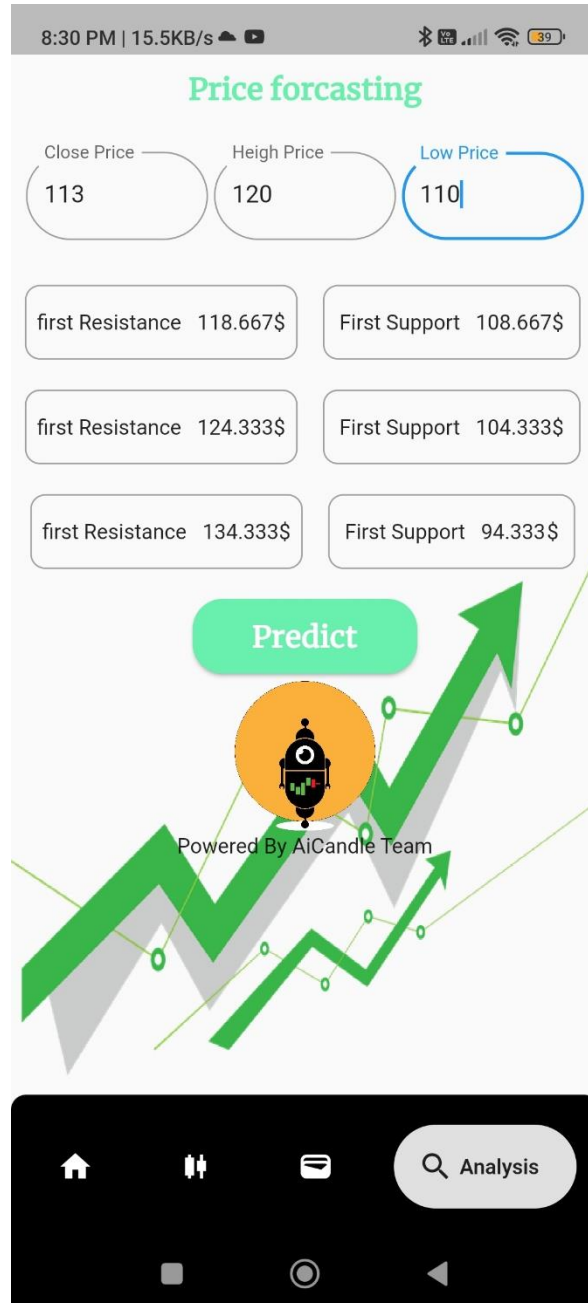 8:30 PM | 15.5KB/s
Vo LTE
39
Price forcasting
Close Price Heigh Price Low Price
113 120 110
first Resistance 118.667$ First Support 108.667$
first Resistance 124.333$ First Support 104.333$
first Resistance 134.333$ First Support 94.333$
Predict
Powered By AiCandle Team
Analysis